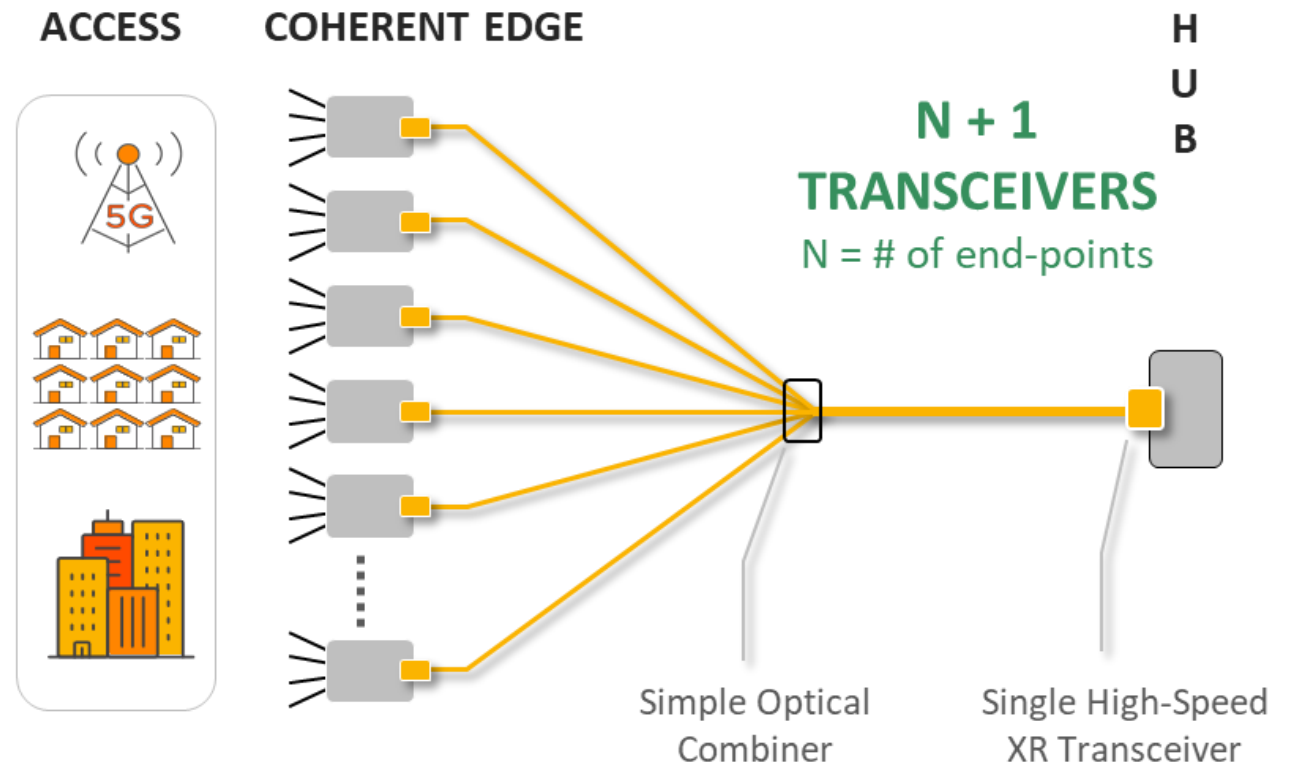 ACCESS
COHERENT EDGE
H
U
B
N + 1
TRANSCEIVERS
N = # of end-points
5G
Simple Optical
Combiner
Single High-Speed
XR Transceiver